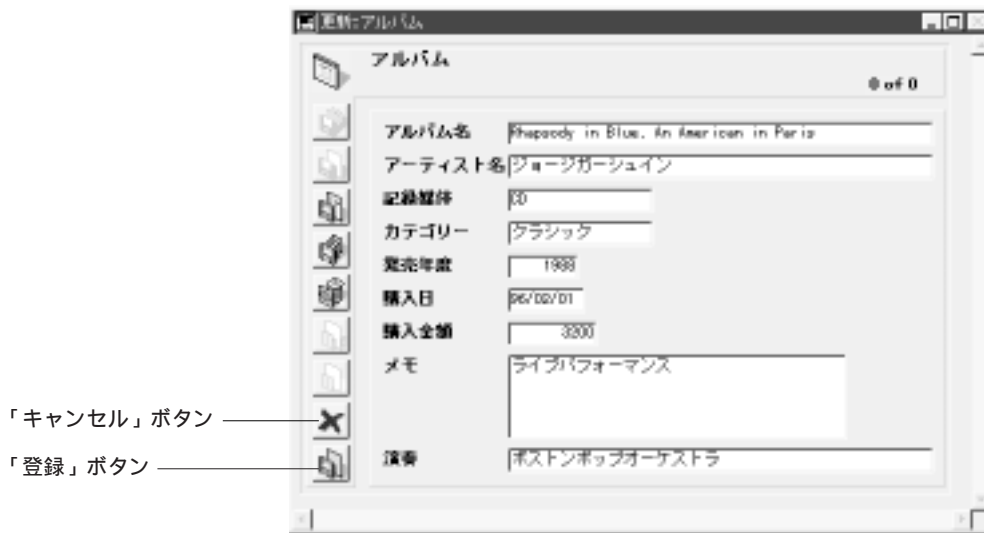 更新:アルバム
アルバム
0 of 0
アルバム名 Rhapsody in Blue. An American in Paris
アーティスト名 ジョージガーシュイン
記録媒体 CD
カテゴリー クラシック
発売年度 1988
購入日 96/02/01
購入金額 3200
メモ ライブパフォーマンス
「キャンセル」ボタン
「登録」ボタン
演奏 ボストンポップオーケストラ